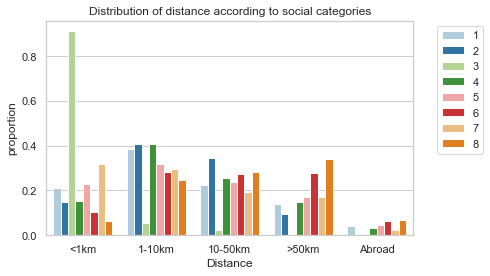 Distribution of distance according to social categories
proportion
0.8
0.6
0.4
0.2
0.0
<1km
1-10km
10-50km
>50km
Abroad
Distance
1
2
3
4
5
6
7
8